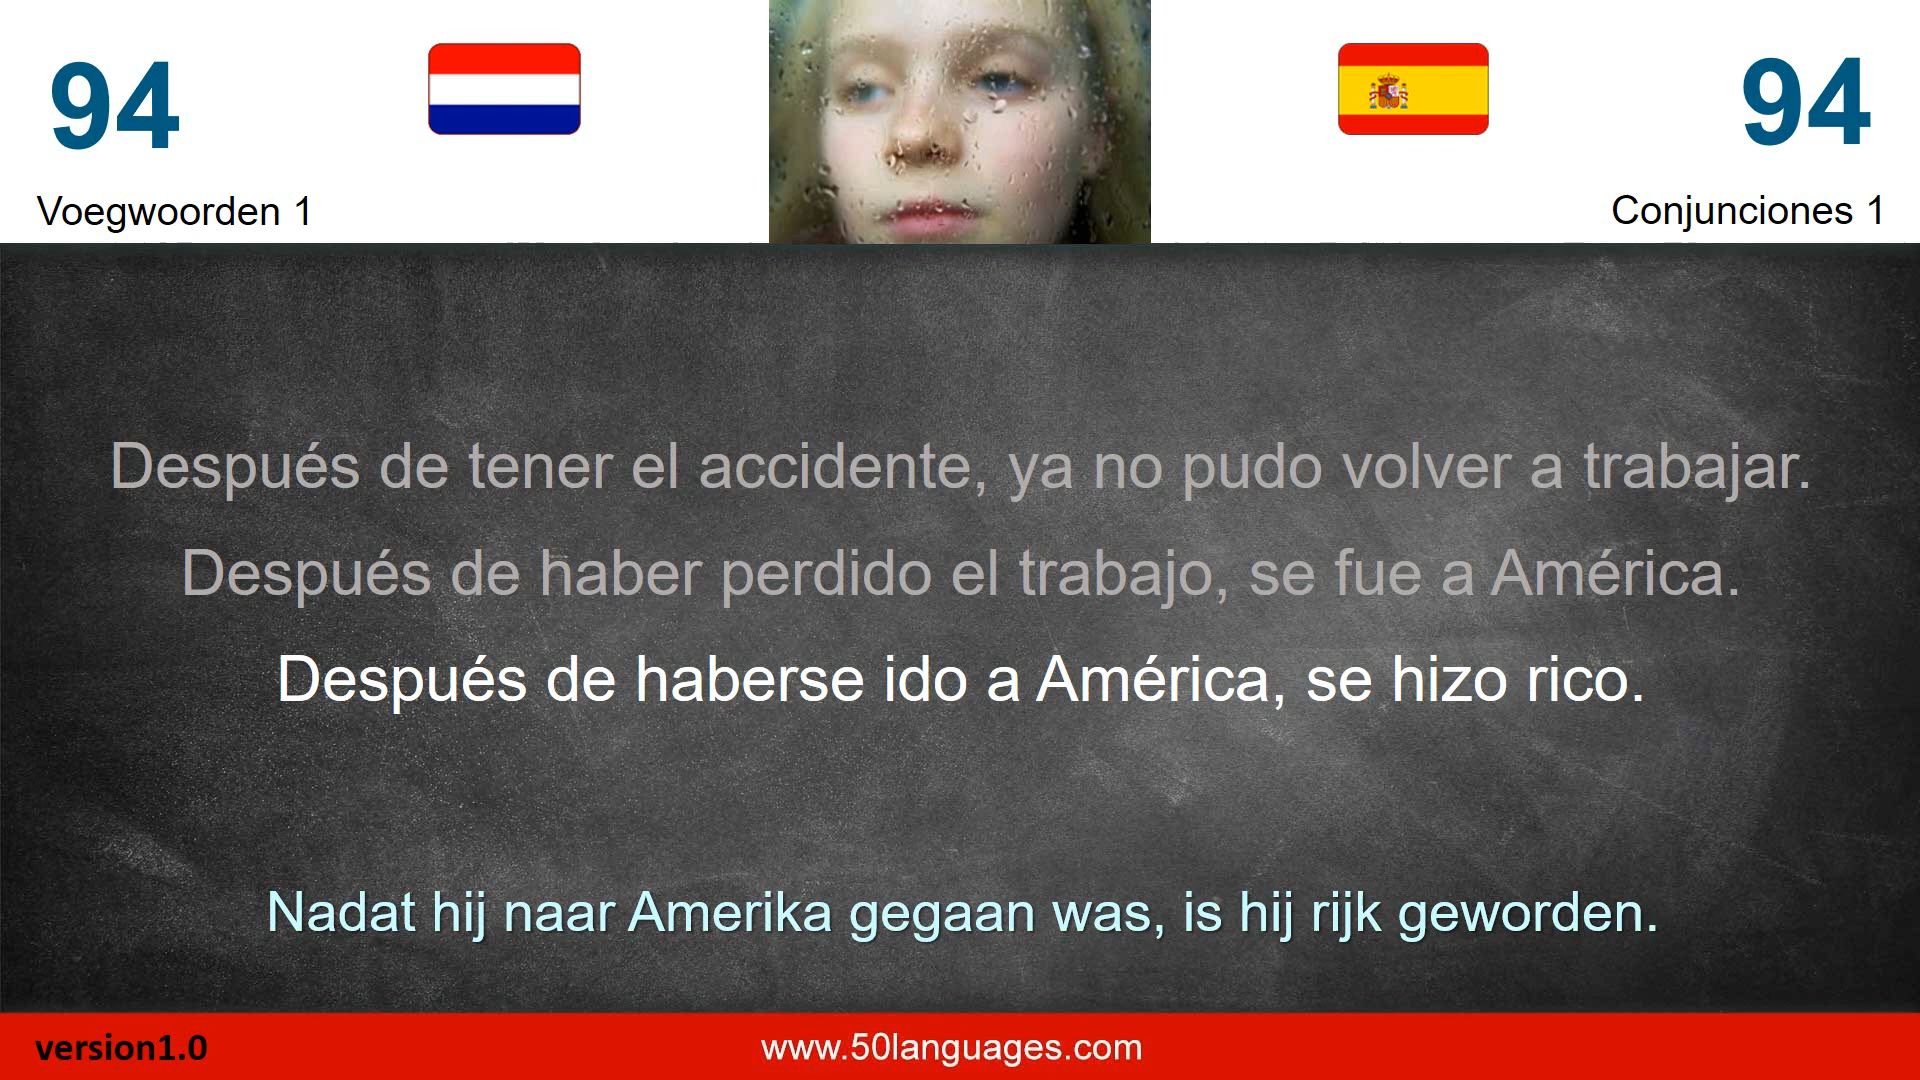 94
94
Voegwoorden 1
Conjunciones 1
Después de tener el accidente, ya no pudo volver a trabajar.
Después de haber perdido el trabajo, se fue a América.
Después de haberse ido a América, se hizo rico.
Nadat hij naar Amerika gegaan was, is hij rijk geworden.
version1.0
www.50languages.com